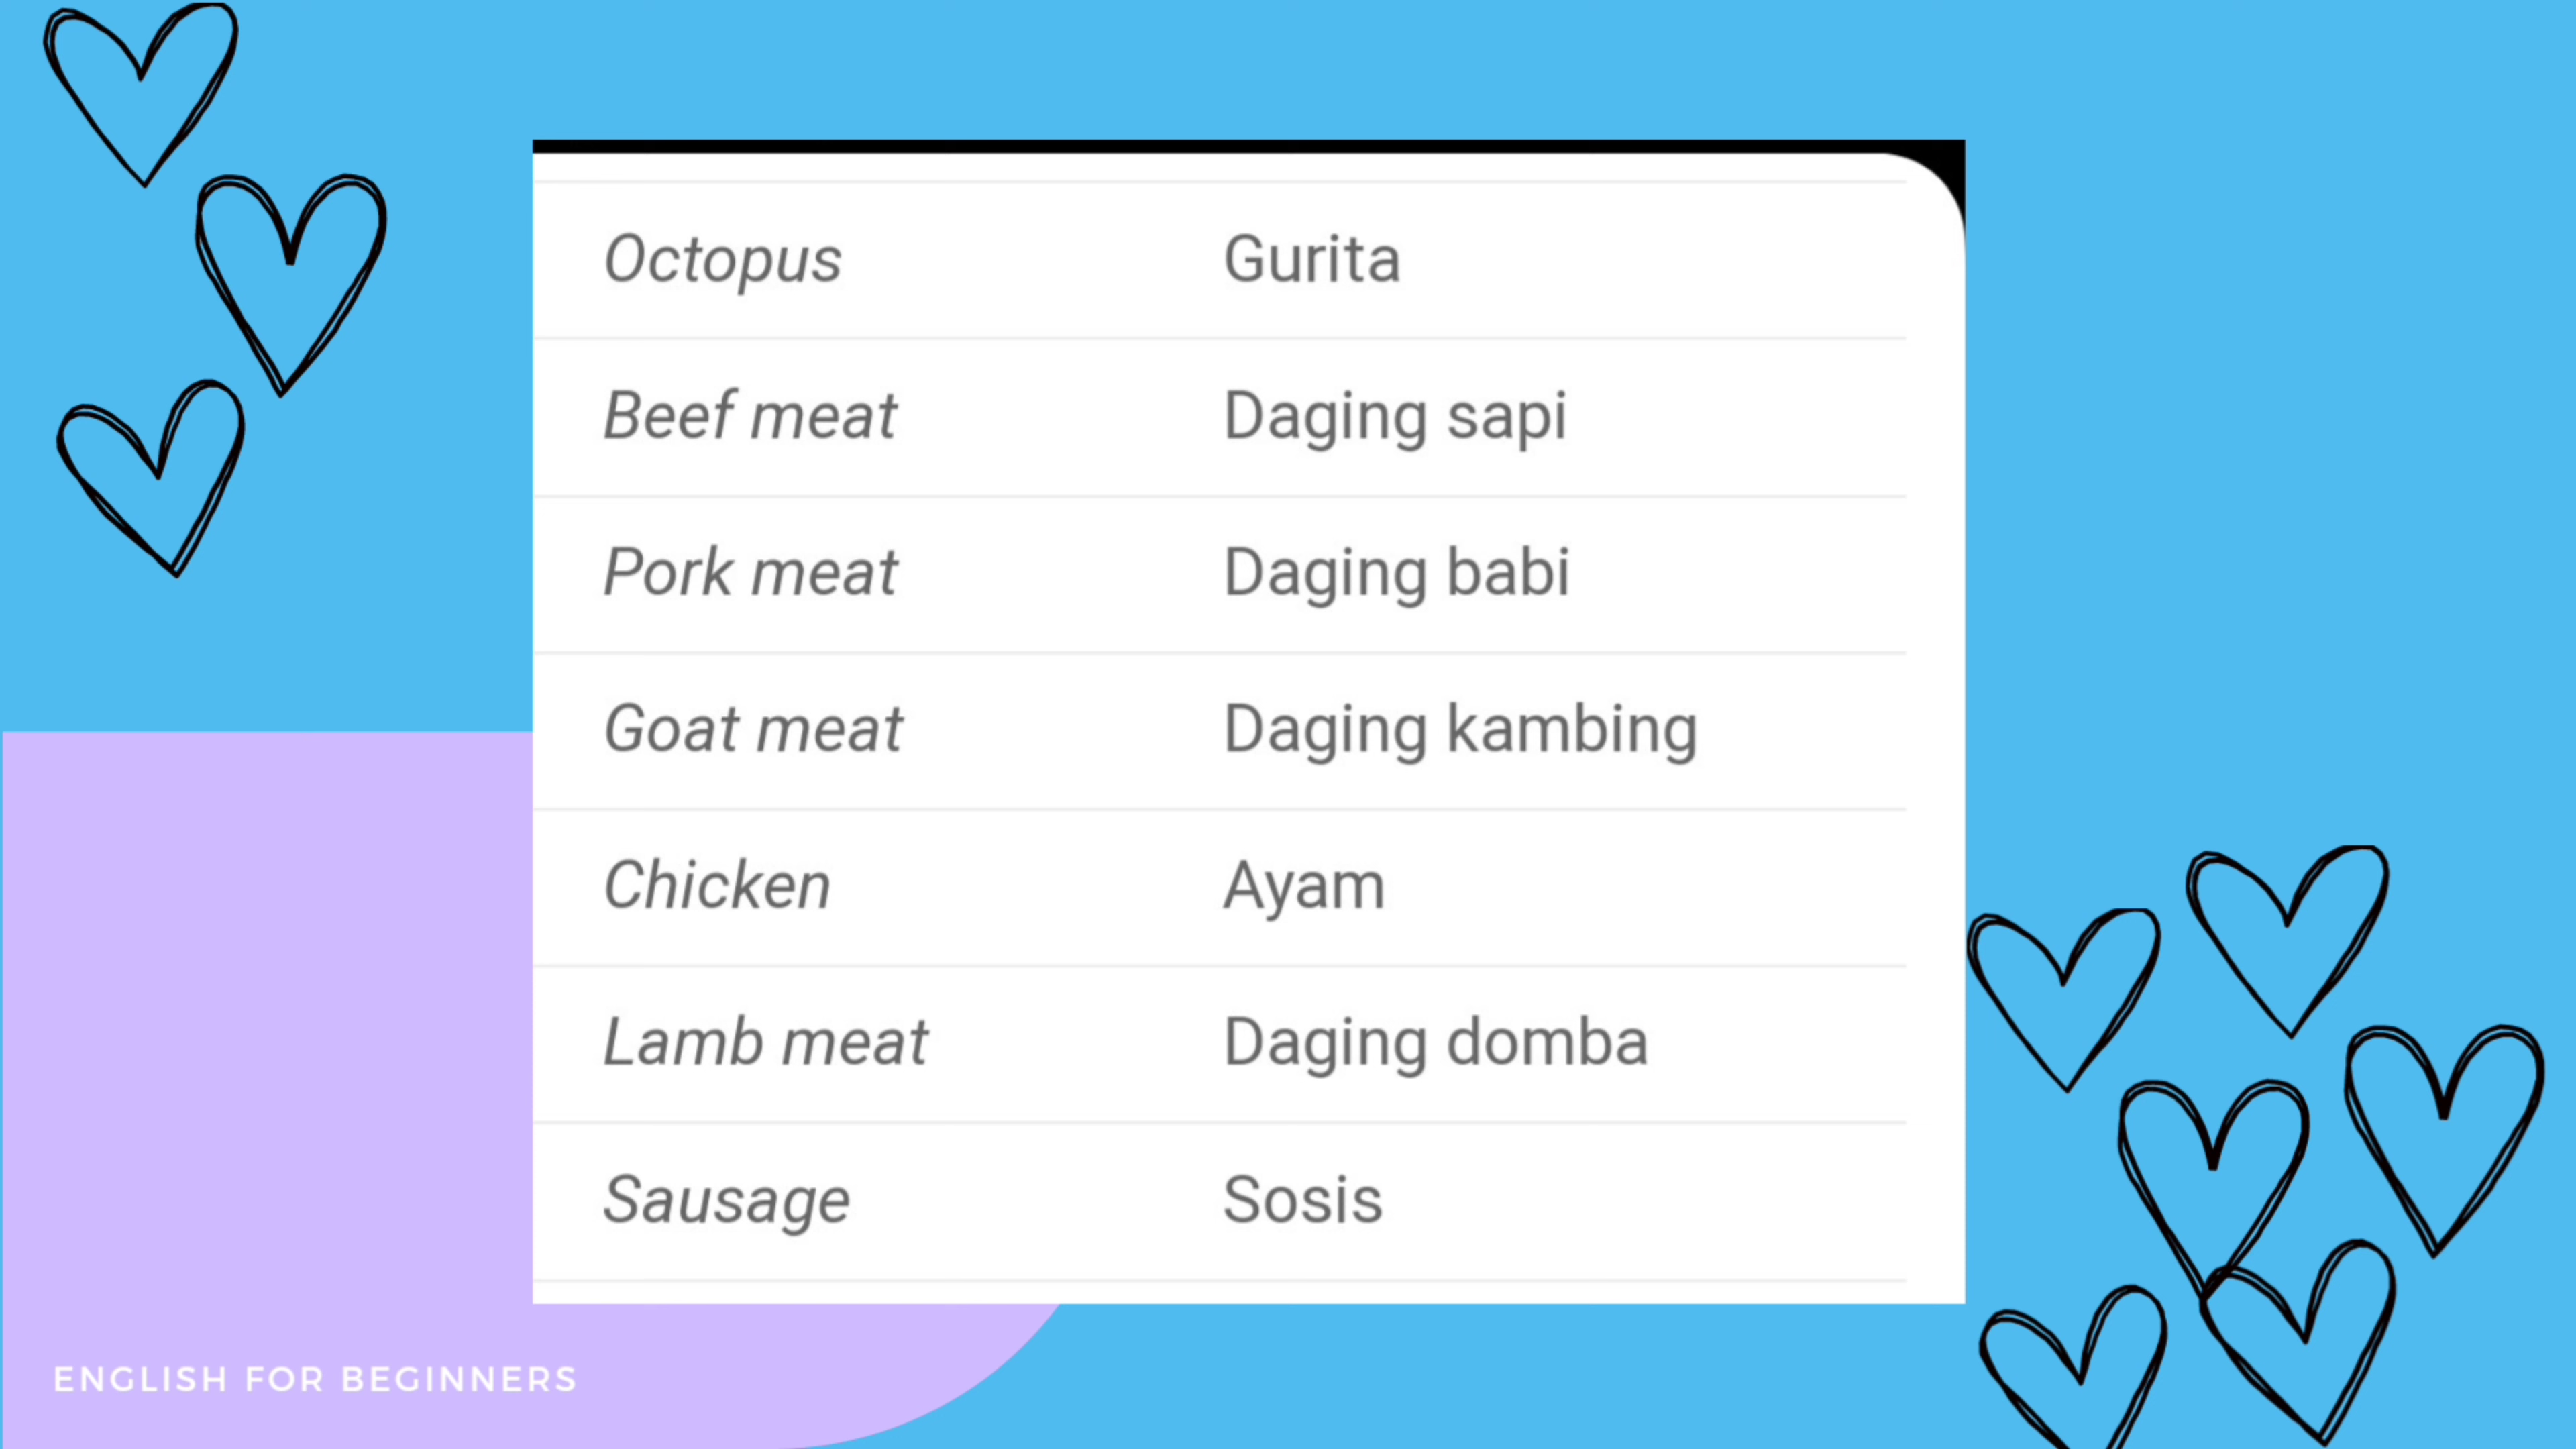 Octopus Gurita
Beef meat Daging sapi
Pork meat Daging babi
Goat meat Daging kambing
Chicken Ayam
Lamb meat Daging domba
Sausage Sosis
ENGLISH FOR BEGINNERS